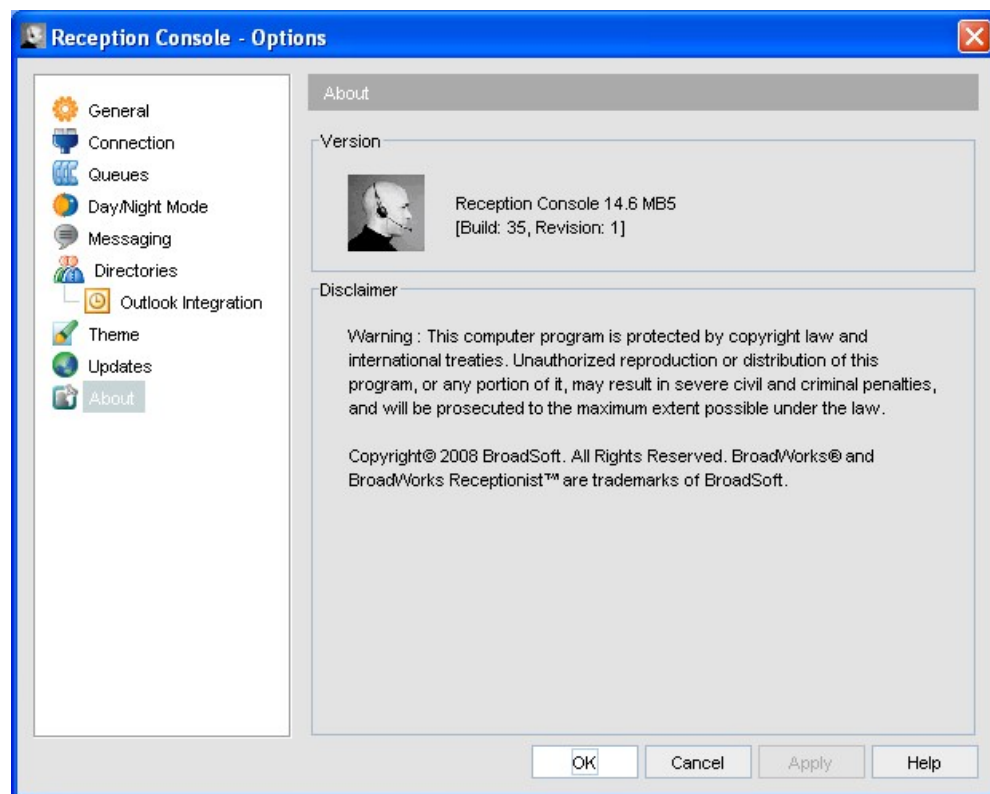 Reception Console - Options
General
Connection
Queues
Day/Night Mode
Messaging
Directories
Outlook Integration
Theme
Updates
About
About
Version
Reception Console 14.6 MB5
[Build: 35, Revision: 1]
Disclaimer
Warning : This computer program is protected by copyright law and
international treaties. Unauthorized reproduction or distribution of this
program, or any portion of it, may result in severe civil and criminal penalties,
and will be prosecuted to the maximum extent possible under the law.
Copyright© 2008 BroadSoft. All Rights Reserved. BroadWorks® and
BroadWorks Receptionist™ are trademarks of BroadSoft.
OK
Cancel
Apply
Help